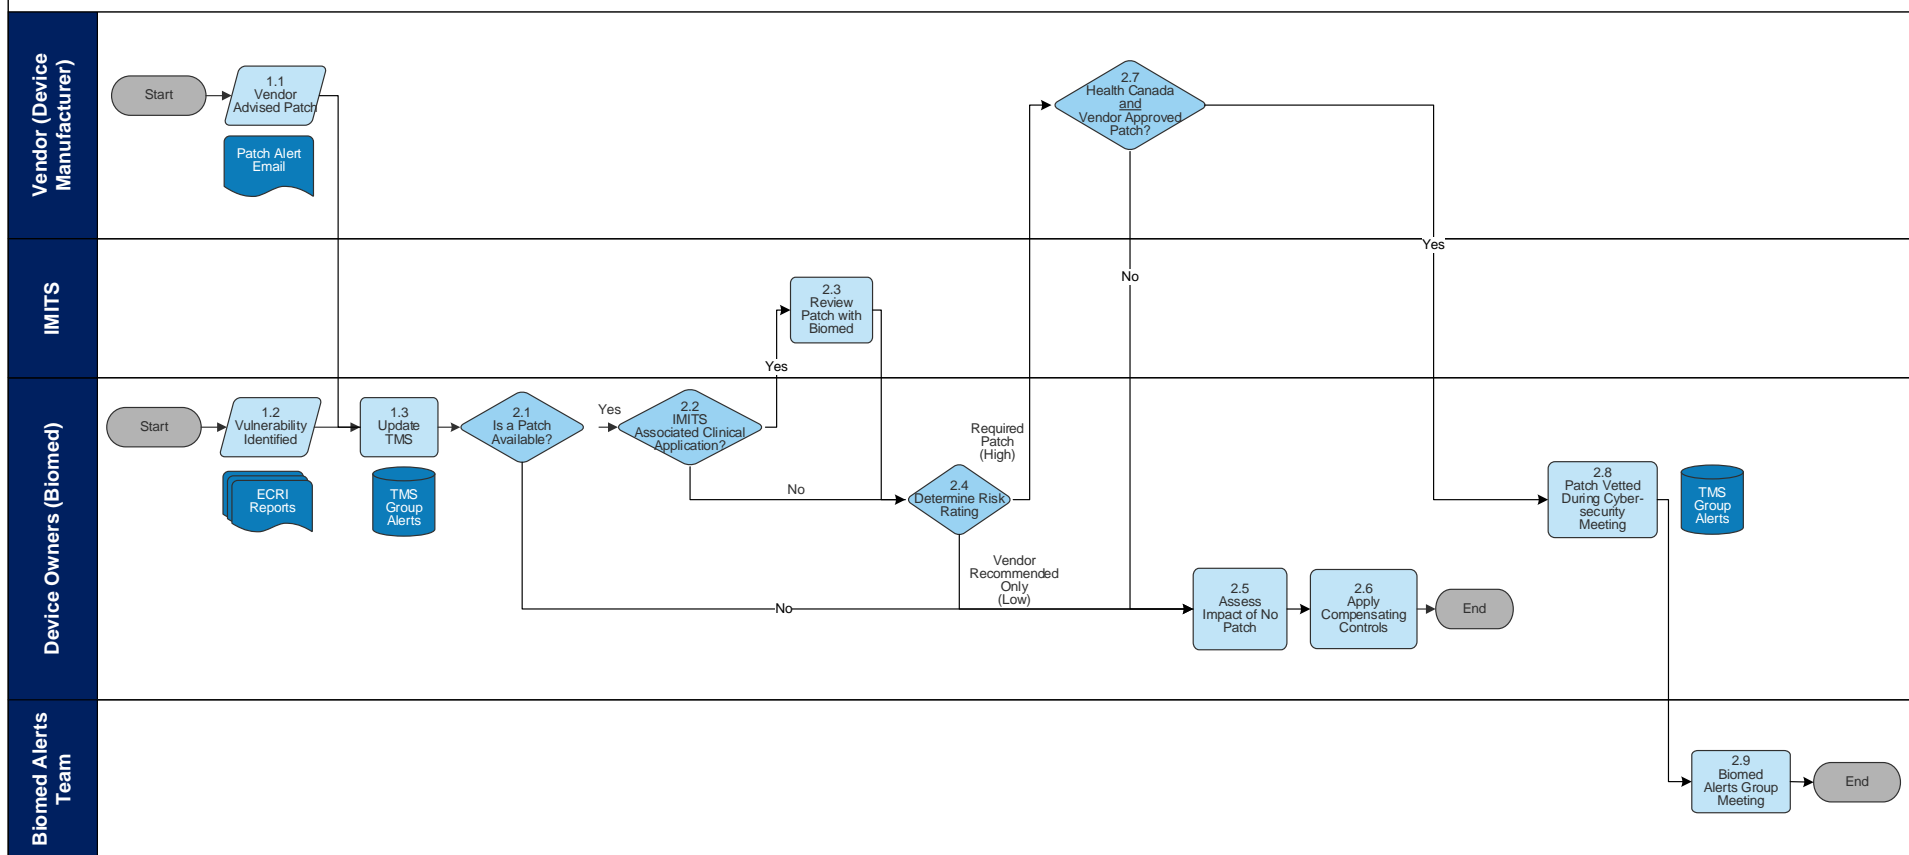 Vendor (Device
Manufacturer)
Start
1.1
Vendor
Advised Patch
Patch Alert
Email
2.7
Health Canada
and
Vendor Approved
Patch?
Yes
No
IMITS
2.3
Review
Patch with
Biomed
Yes
Device Owners (Biomed)
Start
1.2
Vulnerability
Identified
ECRI
Reports
1.3
Update
TMS
TMS
Group
Alerts
2.1
Is a Patch
Available?
Yes
2.2
IMITS
Associated Clinical
Application?
No
2.4
Determine Risk
Rating
Required
Patch
(High)
Vendor
Recommended
Only
(Low)
No
2.5
Assess
Impact of No
Patch
2.6
Apply
Compensating
Controls
End
2.8
Patch Vetted
During Cyber-
security
Meeting
TMS
Group
Alerts
Biomed Alerts
Team
2.9
Biomed
Alerts Group
Meeting
End